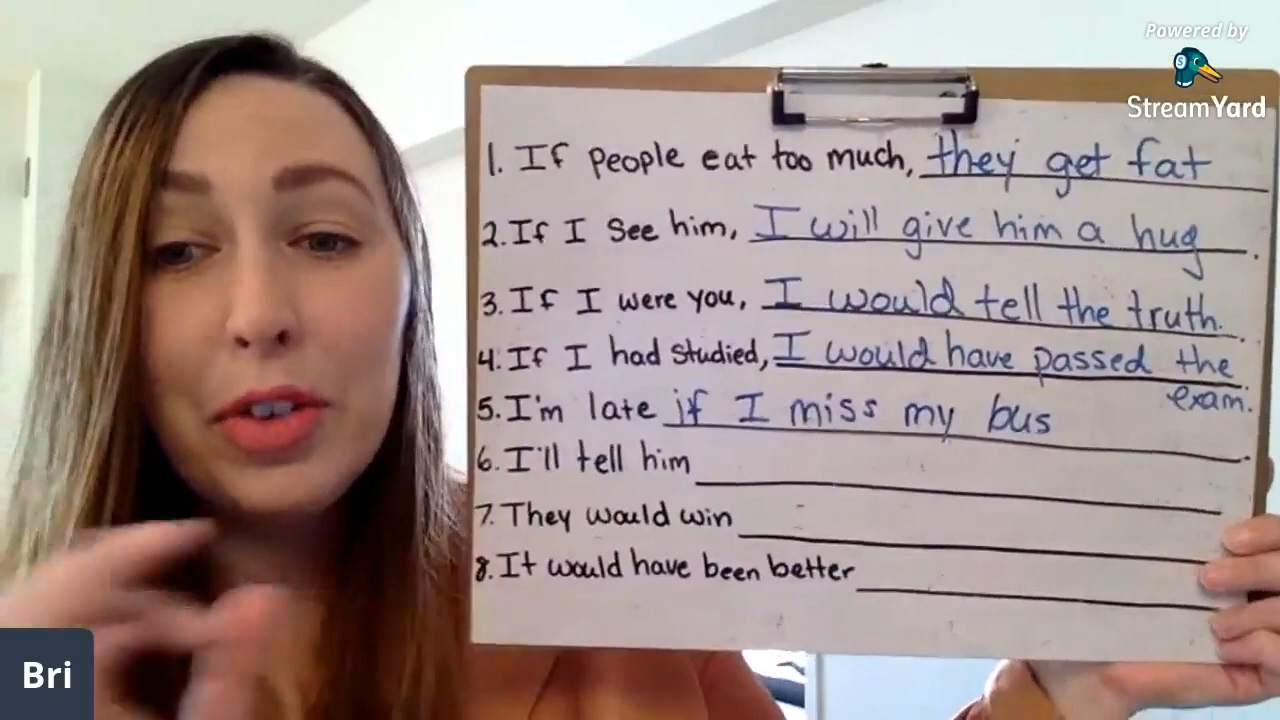 Powered by
StreamYard
1. If people eat too much, they get fat
2. If I see him, I will give him a hug.
3. If I were you, I would tell the truth.
4. If I had studied, I would have passed the
exam.
5. I'm late if I miss my bus.
6. I'll tell him
7. They would win
8. It would have been better
Bri